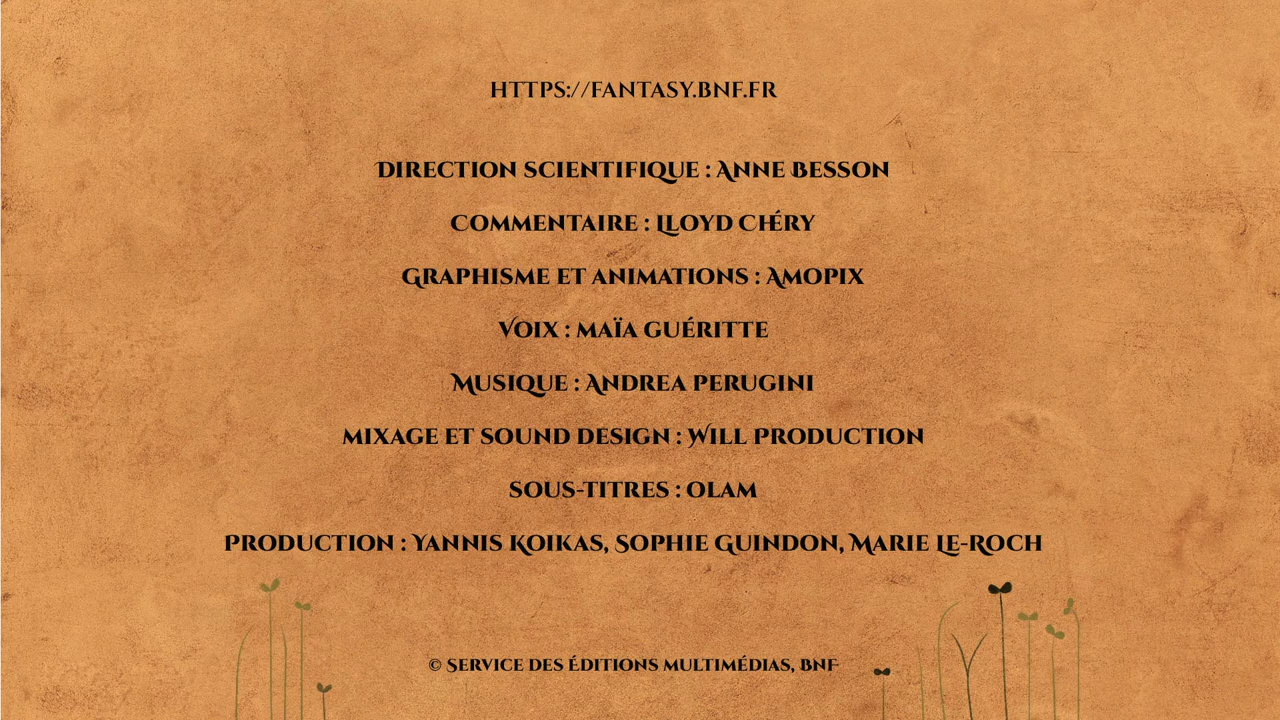 HTTPS://FANTASY.BNF.FR
Direction scientifique : Anne Besson
Commentaire : Lloyd Chéry
Graphisme et animations : Amopix
Voix : Maïa Guéritte
Musique : Andrea Perugini
Mixage et sound design : Will Production
Sous-titres : Olam
Production : Yannis Koikas, Sophie Guindon, Marie Le-Roch
© Service des Éditions multimédias, BnF